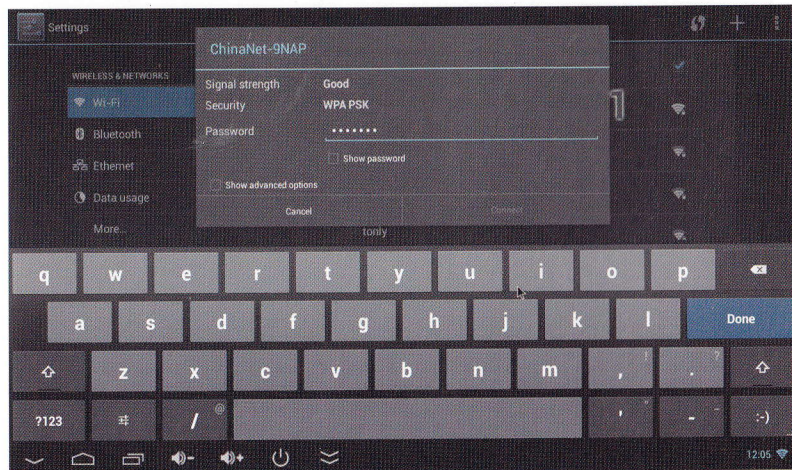 Settings
ChinaNet-9NAP
WIRELESS & NETWORKS
Signal strength Good
Wi-Fi
Security WPA PSK
Bluetooth
Password •••••••
Show password
Ethernet
Show advanced options
Data usage
Cancel Connect
More...
tonly
q w e r t y u i o p
a s d f g h j k l Done
z x c v b n m , ! . ?
?123 / @ ' " - _ :-)
12:05